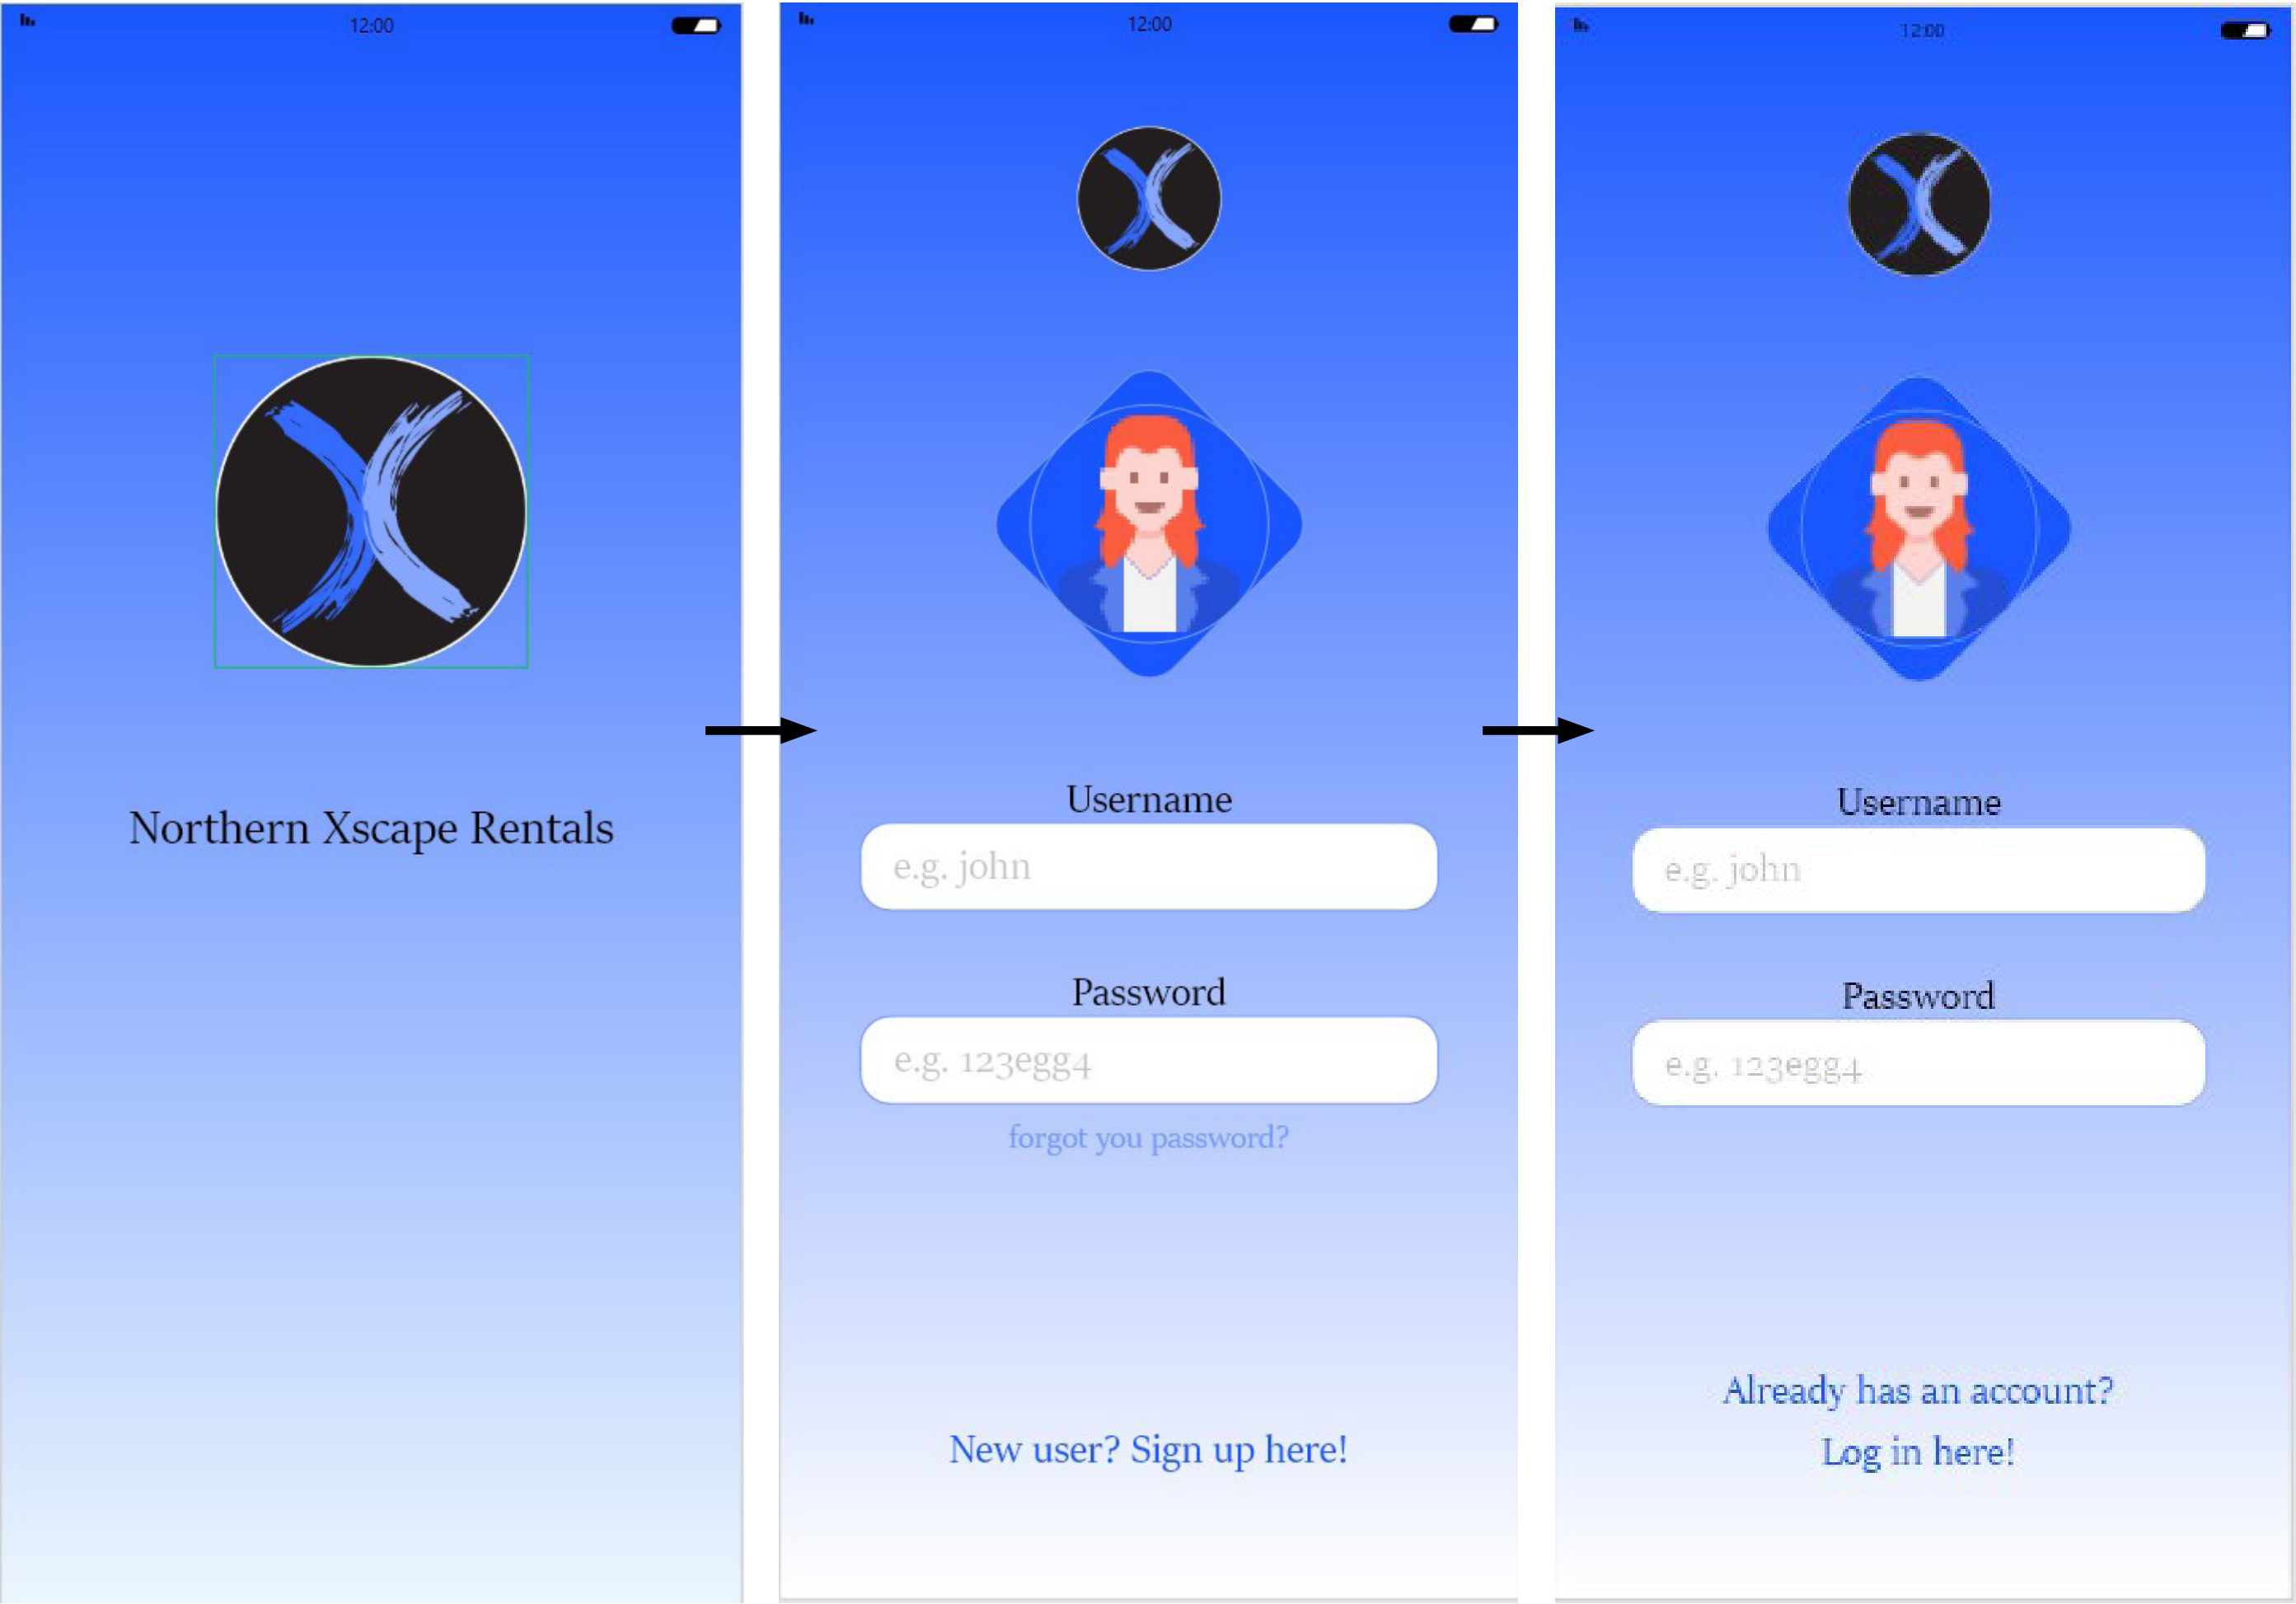 12:00
Northern Xscape Rentals
12:00
Username
e.g. john
Password
e.g. 123egg4
forgot you password?
New user? Sign up here!
12:00
Username
e.g. john
Password
e.g. 123egg4
Already has an account?
Log in here!